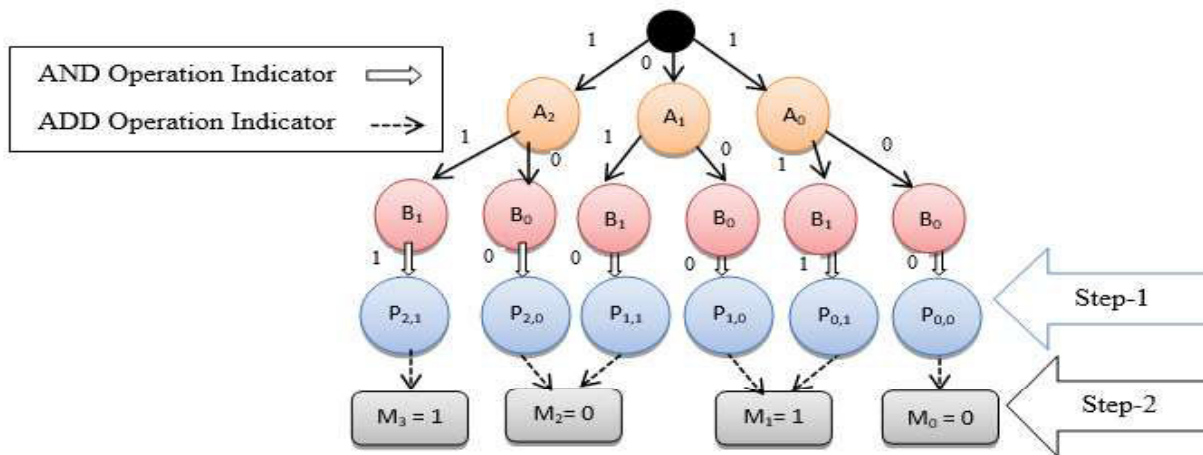 1 0 1
AND Operation Indicator
ADD Operation Indicator
A₂ A₁ A₀
1 0 1 0 1 0
B₁ B₀ B₁ B₀ B₁ B₀
1 0 0 0 1 0
P₂,₁ P₂,₀ P₁,₁ P₁,₀ P₀,₁ P₀,₀
Step-1
M₃ = 1 M₂= 0 M₁= 1 M₀ = 0
Step-2